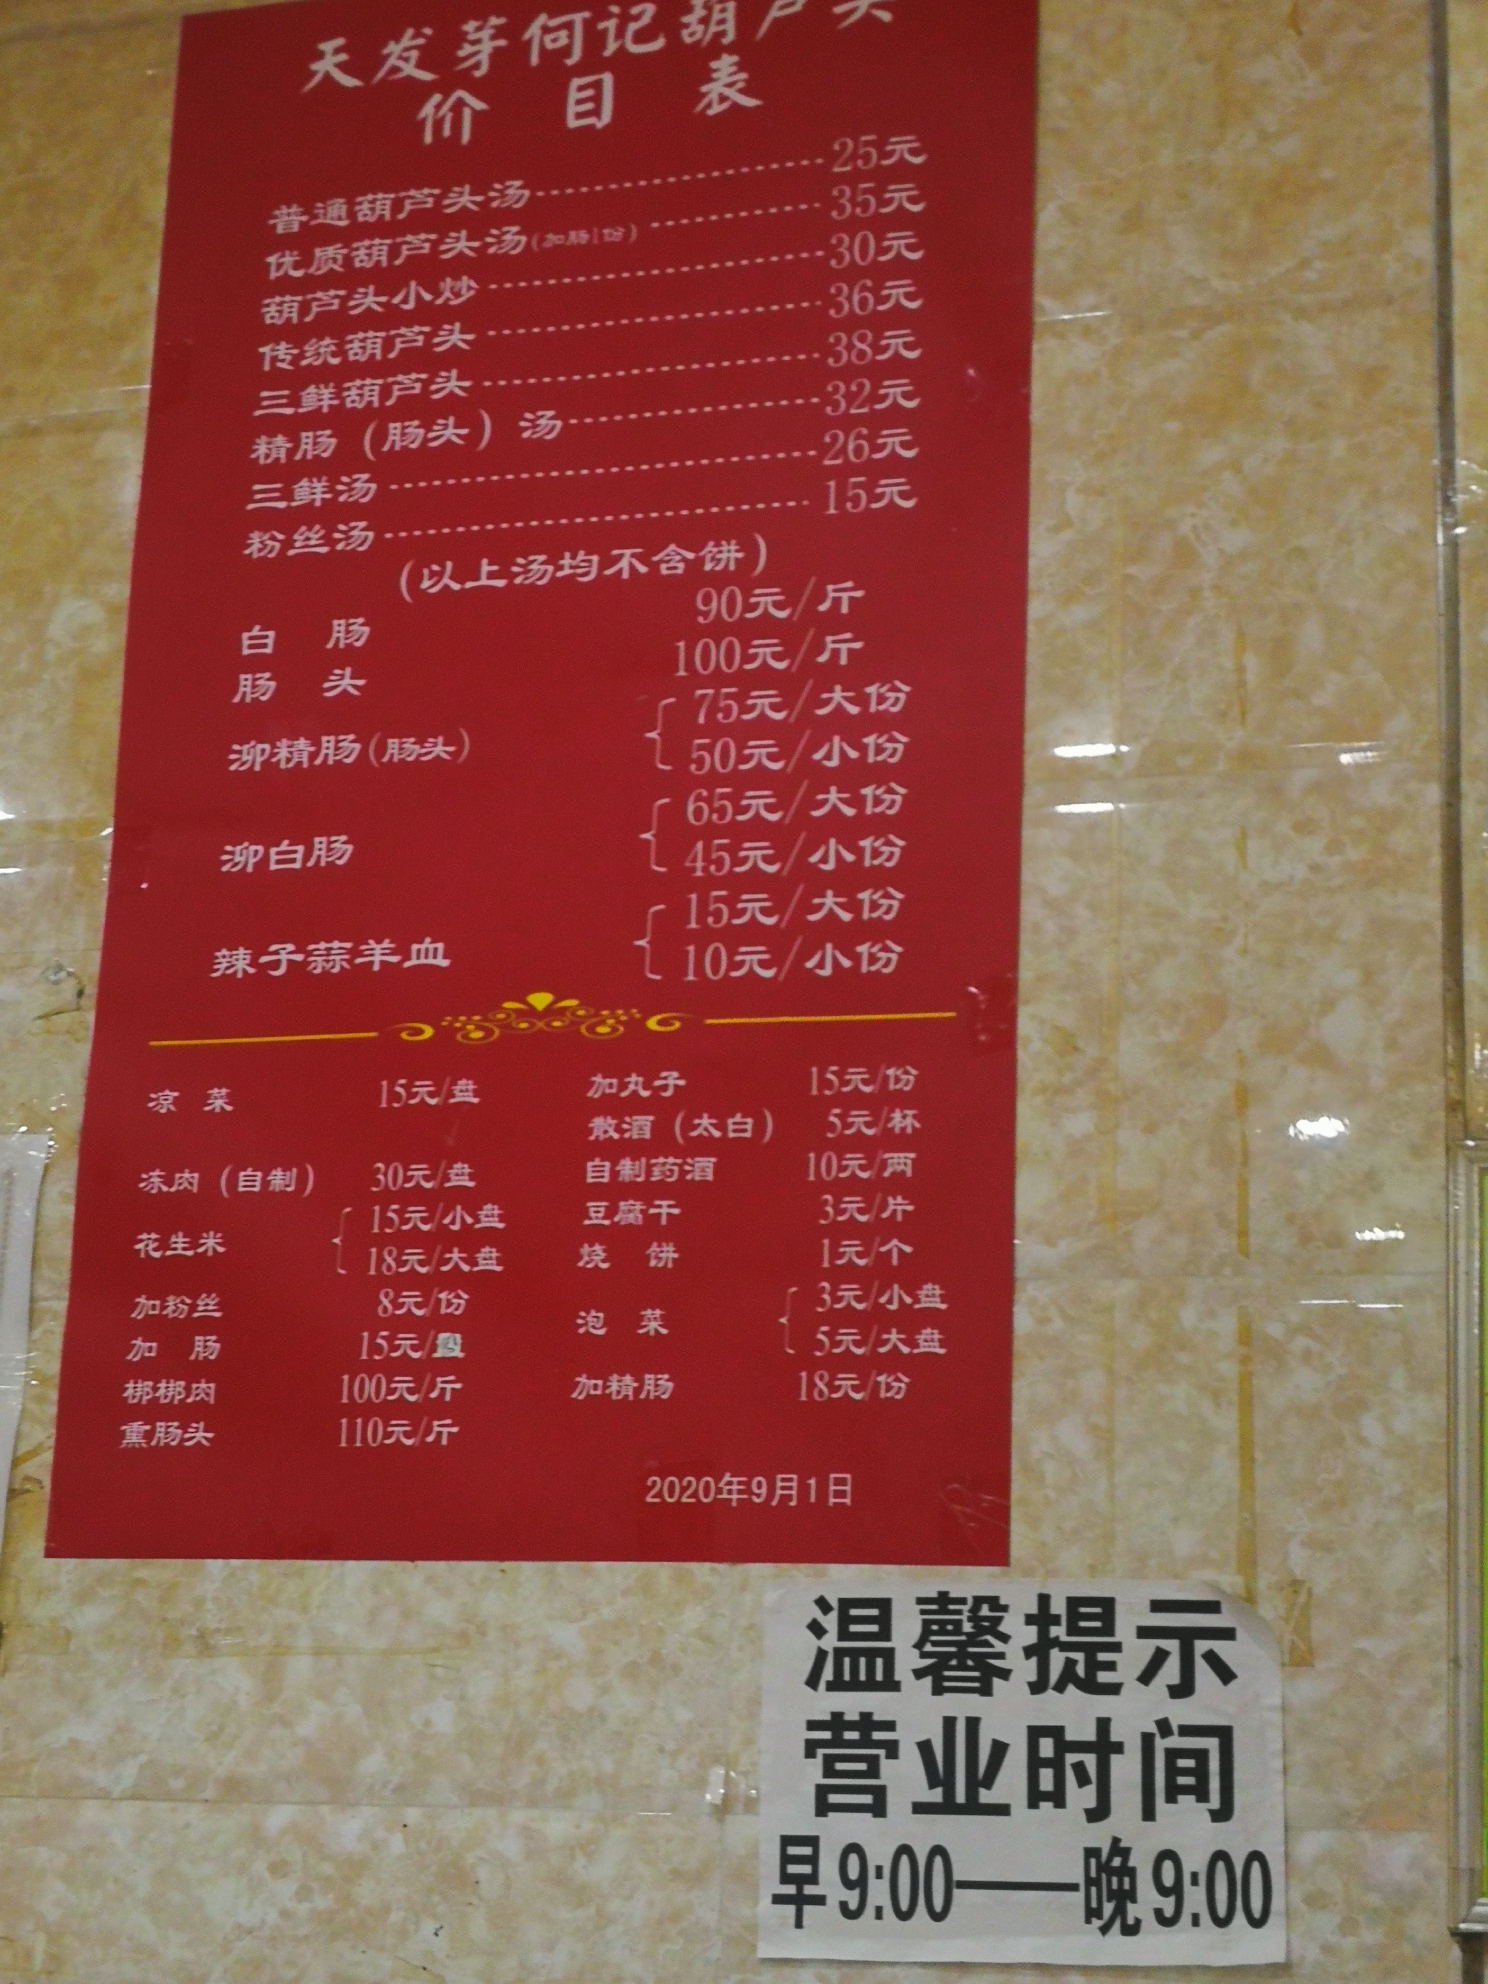 天发芽何记葫芦头
价目表
普通葫芦头汤 25元
优质葫芦头汤(加肠1份) 35元
葫芦头小炒 30元
传统葫芦头 36元
三鲜葫芦头 38元
精肠(肠头)汤 32元
三鲜汤 26元
粉丝汤 15元
(以上汤均不含饼)
白肠 90元/斤
肠头 100元/斤
泖精肠(肠头) 75元/大份
50元/小份
泖白肠 65元/大份
45元/小份
辣子蒜羊血 15元/大份
10元/小份
凉菜 15元/盘
冻肉(自制) 30元/盘
花生米 15元/小盘
18元/大盘
加粉丝 8元/份
加肠 15元/
梆梆肉 100元/斤
熏肠头 110元/斤
加丸子 15元/份
散酒(太白) 5元/杯
自制药酒 10元/两
豆腐干 3元/片
烧饼 1元/个
泡菜 3元/小盘
5元/大盘
加精肠 18元/份
2020年9月1日
温馨提示
营业时间
早9:00——晚9:00